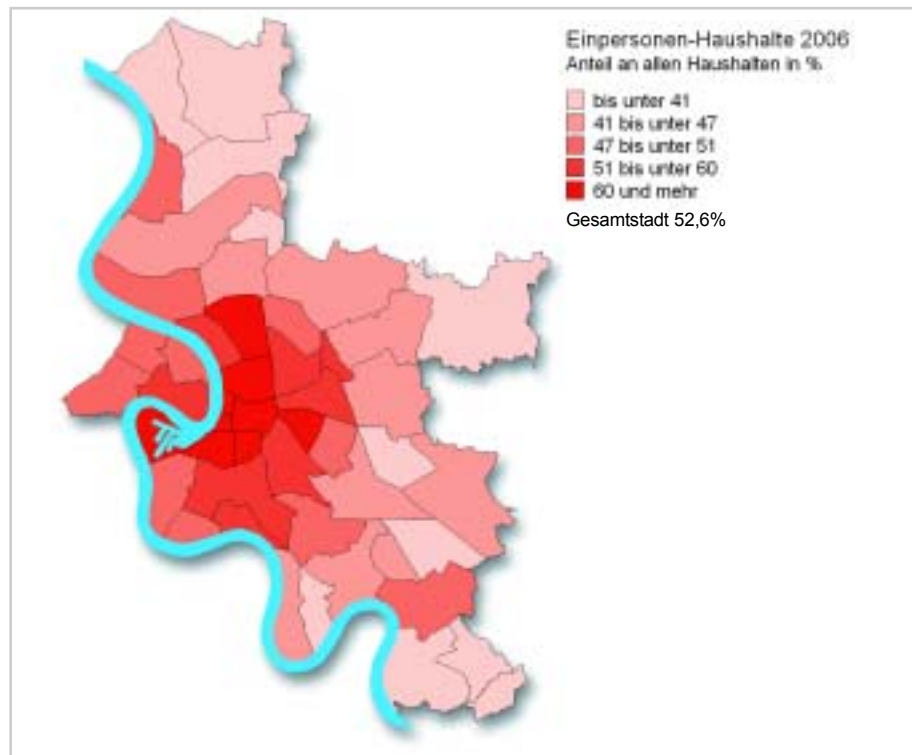 Einpersonen-Haushalte 2006
Anteil an allen Haushalten in %
bis unter 41
41 bis unter 47
47 bis unter 51
51 bis unter 60
60 und mehr
Gesamtstadt 52,6%